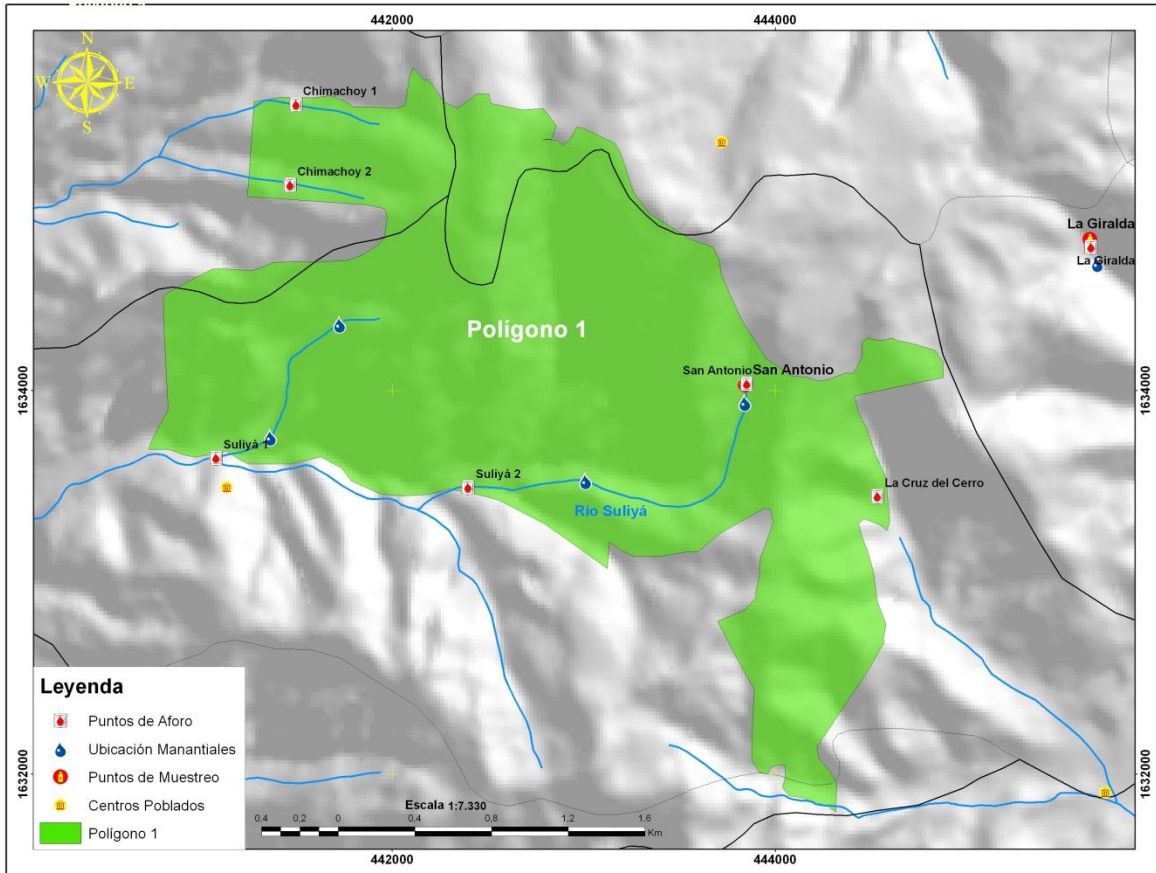 442000
444000
N
W E
S
Chimachoy 1
Chimachoy 2
La Giralda
La Giralda
Polígono 1
San Antonio San Antonio
1634000
1634000
Suliyá 1
Suliyá 2
La Cruz del Cerro
Río Suliyá
Leyenda
Puntos de Aforo
Ubicación Manantiales
Puntos de Muestreo
Centros Poblados
Polígono 1
1632000
1632000
Escala 1:7.330
0,4 0,2 0 0,4 0,8 1,2 1,6
Km
442000
444000